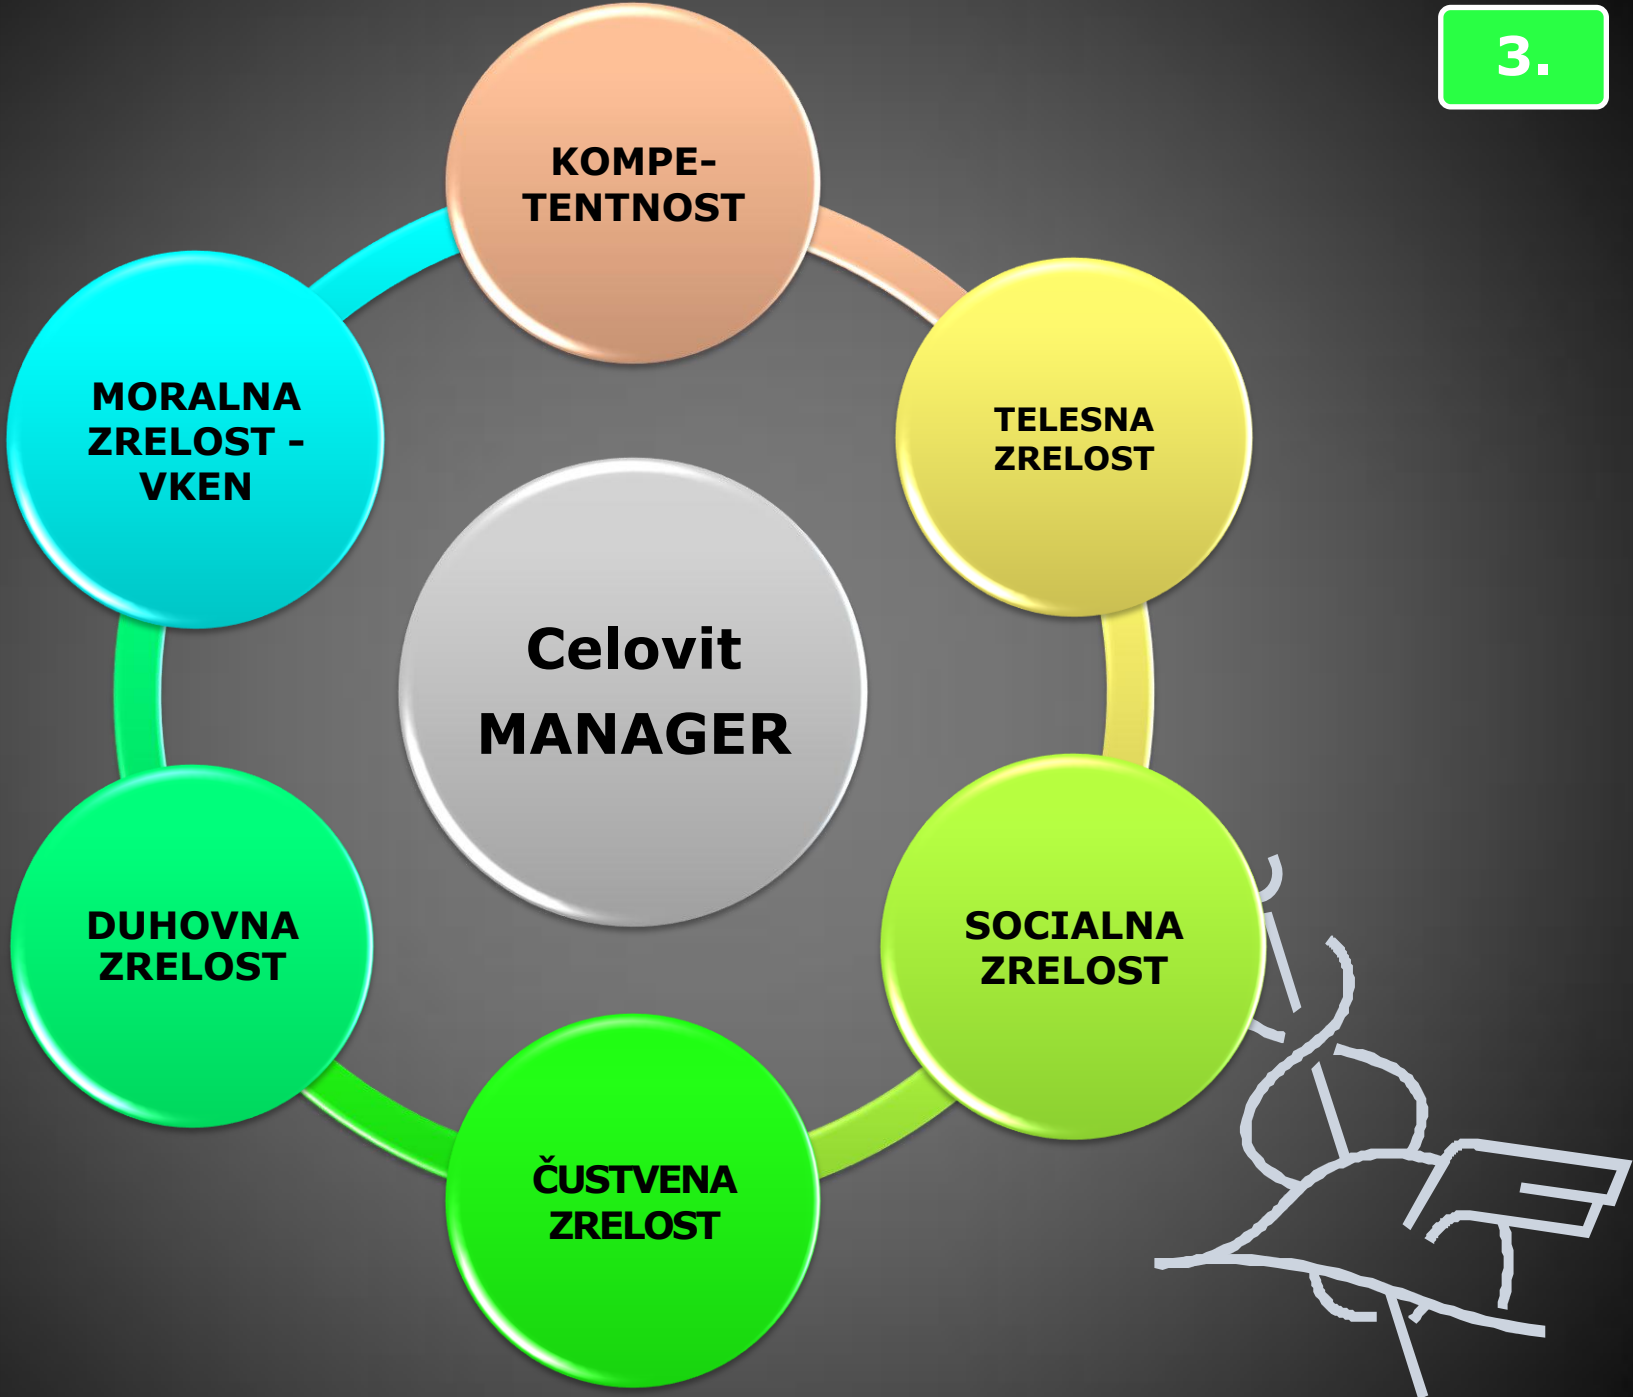 3.
KOMPE-
TENTNOST
TELESNA
ZRELOST
SOCIALNA
ZRELOST
ČUSTVENA
ZRELOST
DUHOVNA
ZRELOST
MORALNA
ZRELOST -
VKEN
Celovit
MANAGER